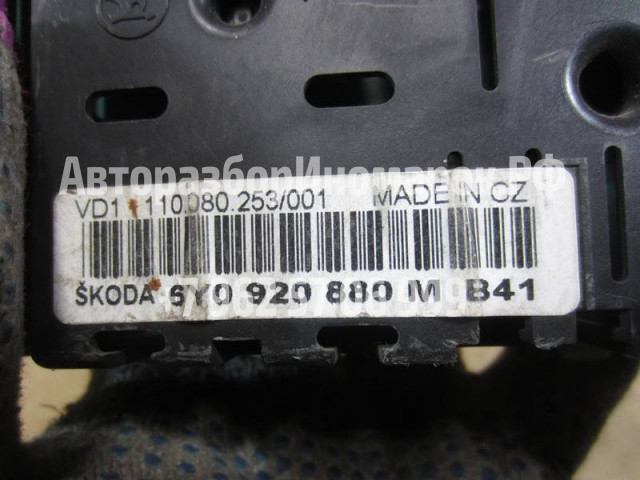 АвторазборИномарок.РФ
VD1 110.080.253/001 MADE IN CZ
ŠKODA 6Y0 920 880 M B41